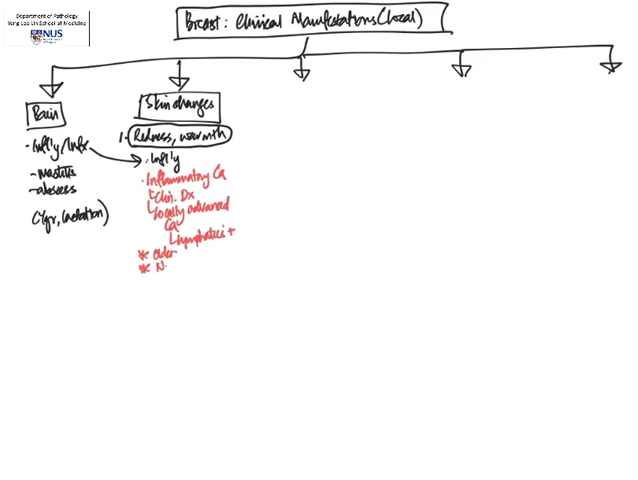 Department of Pathology
Yong Loo Lin School of Medicine
NUS
Breast: Clinical Manifestations (Local)
Pain
· Infl'y/Infx
- mastitis
- abscess
(Ygr, lactation)
Skin changes
1. Redness, warmth
· Infl'y
· Inflammatory Ca
Clin. Dx
Locally advanced
Ca
lymphatics +
* Older
* N.